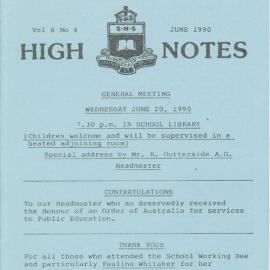 Vol 6 No 4
JUNE 1990
S·H·S
HIGH NOTES
GENERAL MEETING
WEDNESDAY JUNE 20, 1990
7.30 p.m. IN SCHOOL LIBRARY
(Children welcome and will be supervised in a
heated adjoining room)
Special address by Mr. R. Outterside A.O.
Headmaster
CONGRATULATIONS
To our Headmaster who so deservedly received
the Honour of an Order of Australia for services
to Public Education.
THANK YOUS
For all those who attended the School Working Bee
and particularly Pauline Whitaker for her